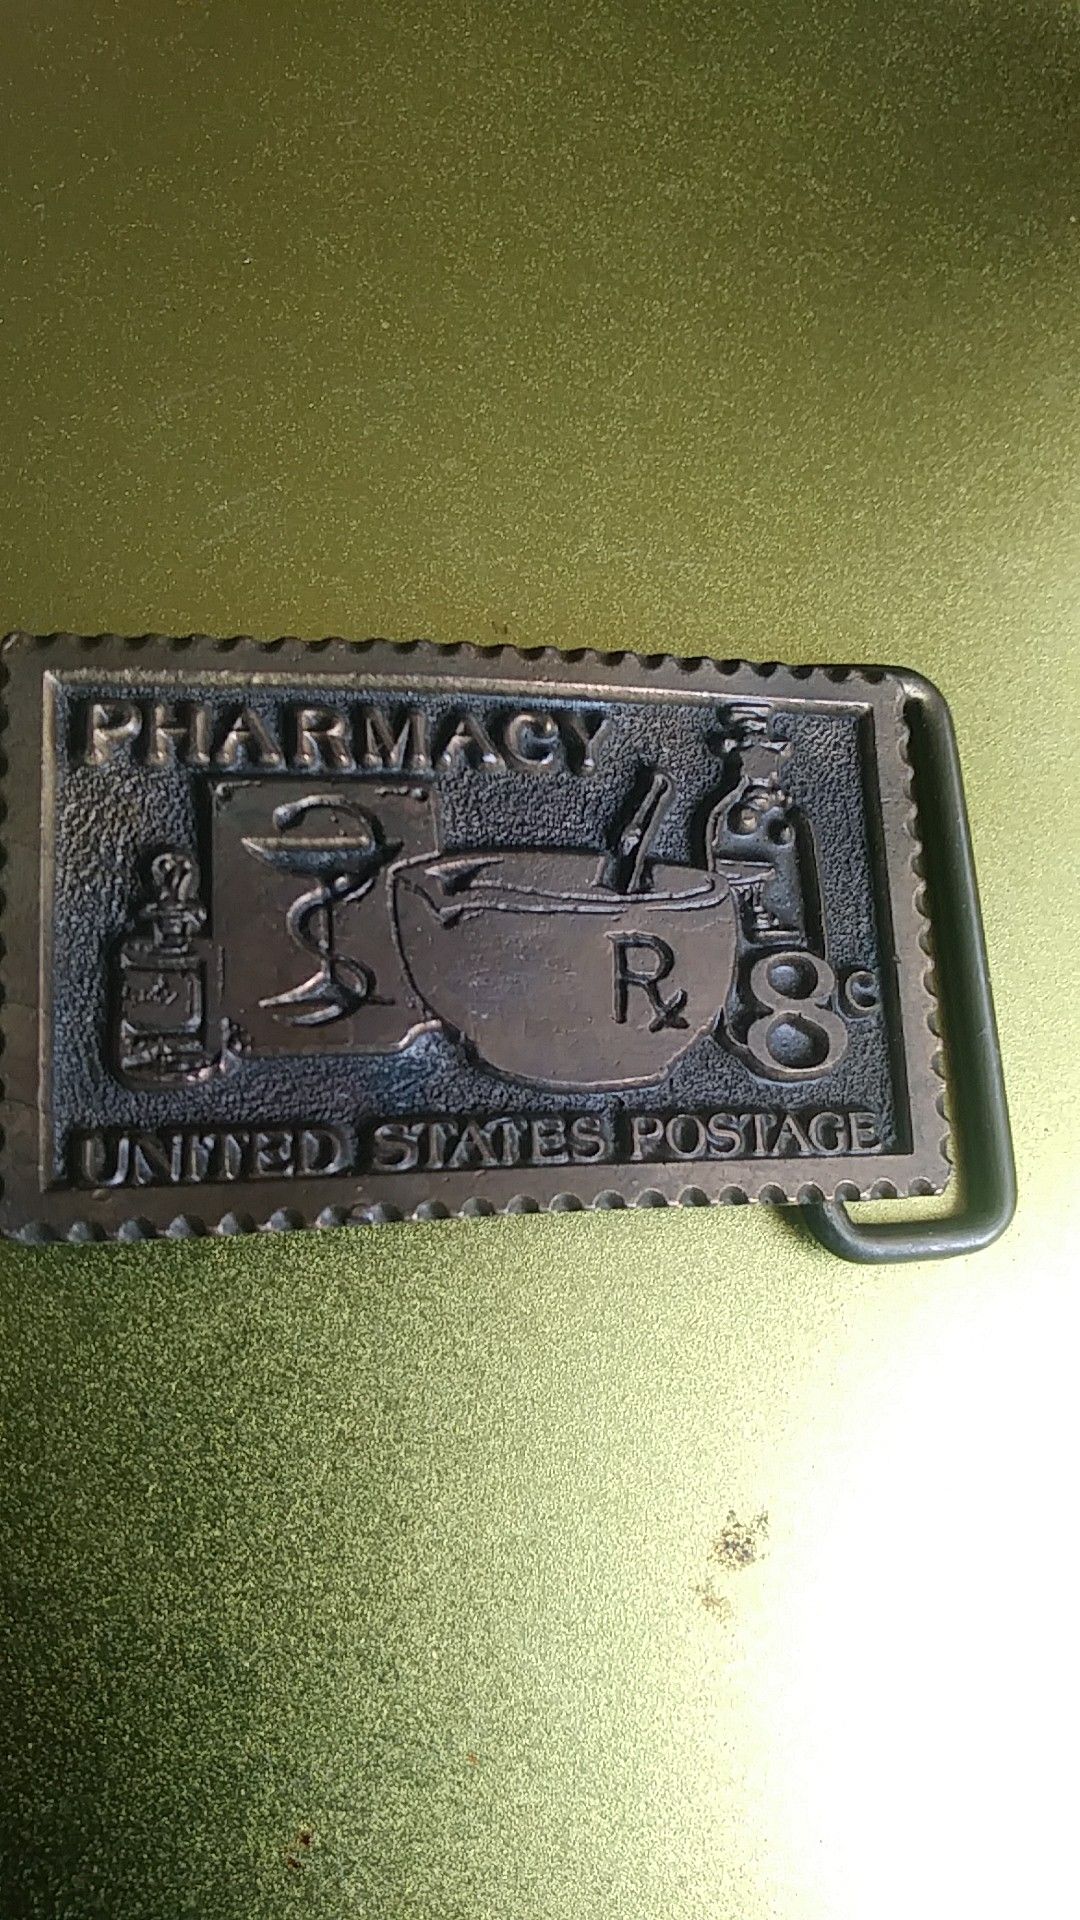 PHARMACY
Rx
8c
UNITED STATES POSTAGE